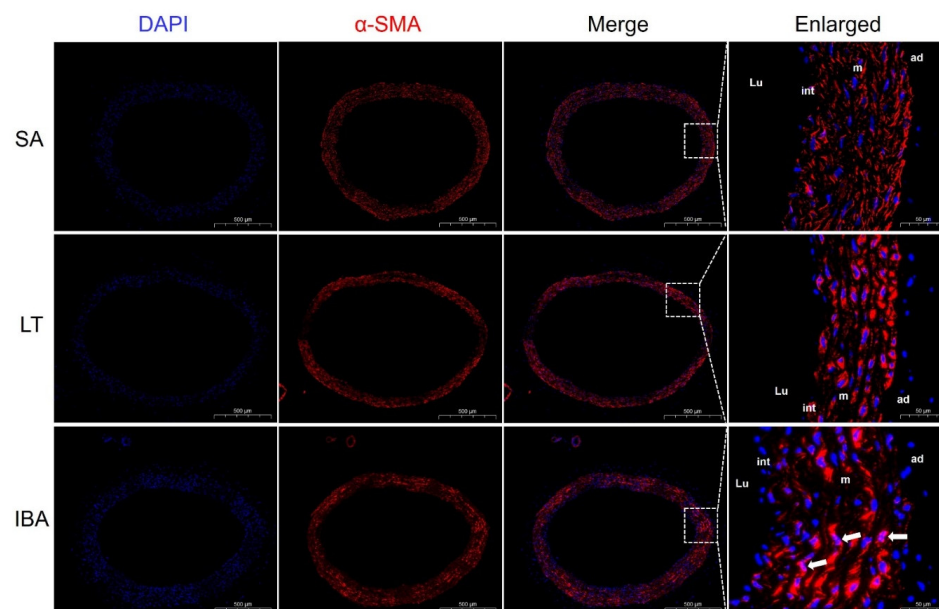 DAPI α-SMA Merge Enlarged
SA
500 µm 500 µm 500 µm
Lu int m ad
50 µm
LT
500 µm 500 µm 500 µm
Lu int m ad
50 µm
IBA
500 µm 500 µm 500 µm
Lu int m ad
50 µm